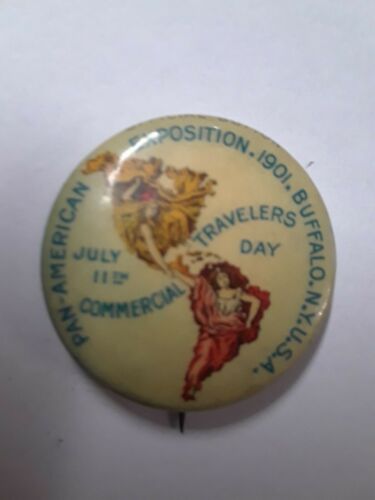 PAN-AMERICAN EXPOSITION. 1901. BUFFALO. N.Y. U.S.A.
JULY 11TH
COMMERCIAL TRAVELERS
DAY